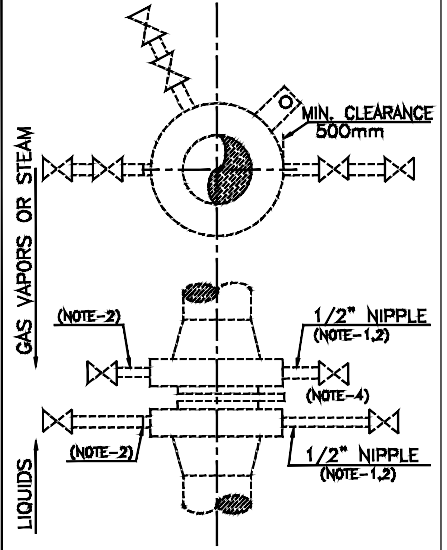 MIN. CLEARANCE
500mm
GAS VAPORS OR STEAM
(NOTE-2)
1/2" NIPPLE
(NOTE-1,2)
(NOTE-4)
LIQUIDS
(NOTE-2)
1/2" NIPPLE
(NOTE-1,2)